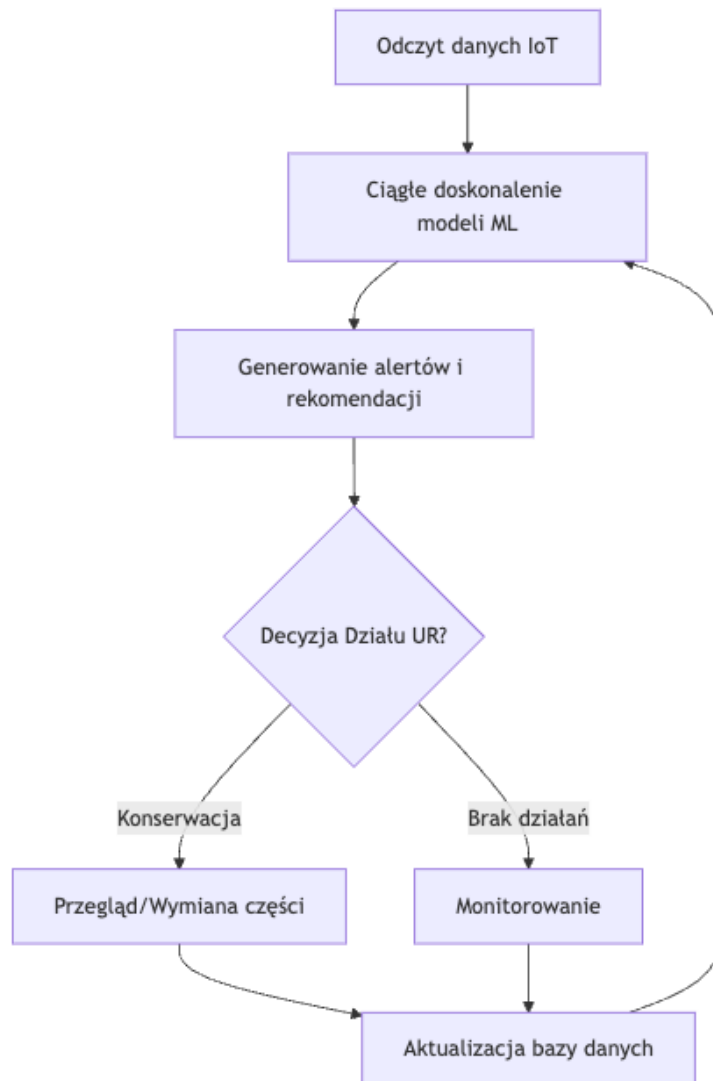 Odczyt danych IoT
Ciągłe doskonalenie
modeli ML
Generowanie alertów i
rekomendacji
Decyzja Działu UR?
Konserwacja
Brak działań
Przegląd/Wymiana części
Monitorowanie
Aktualizacja bazy danych